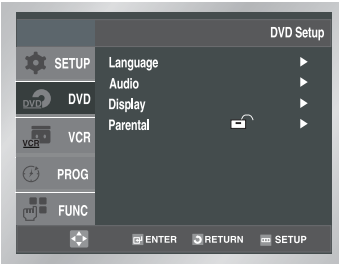 DVD Setup
SETUP
Language
Audio
DVD DVD
Display
Parental
VCR VCR
PROG
FUNC
ENTER RETURN SETUP